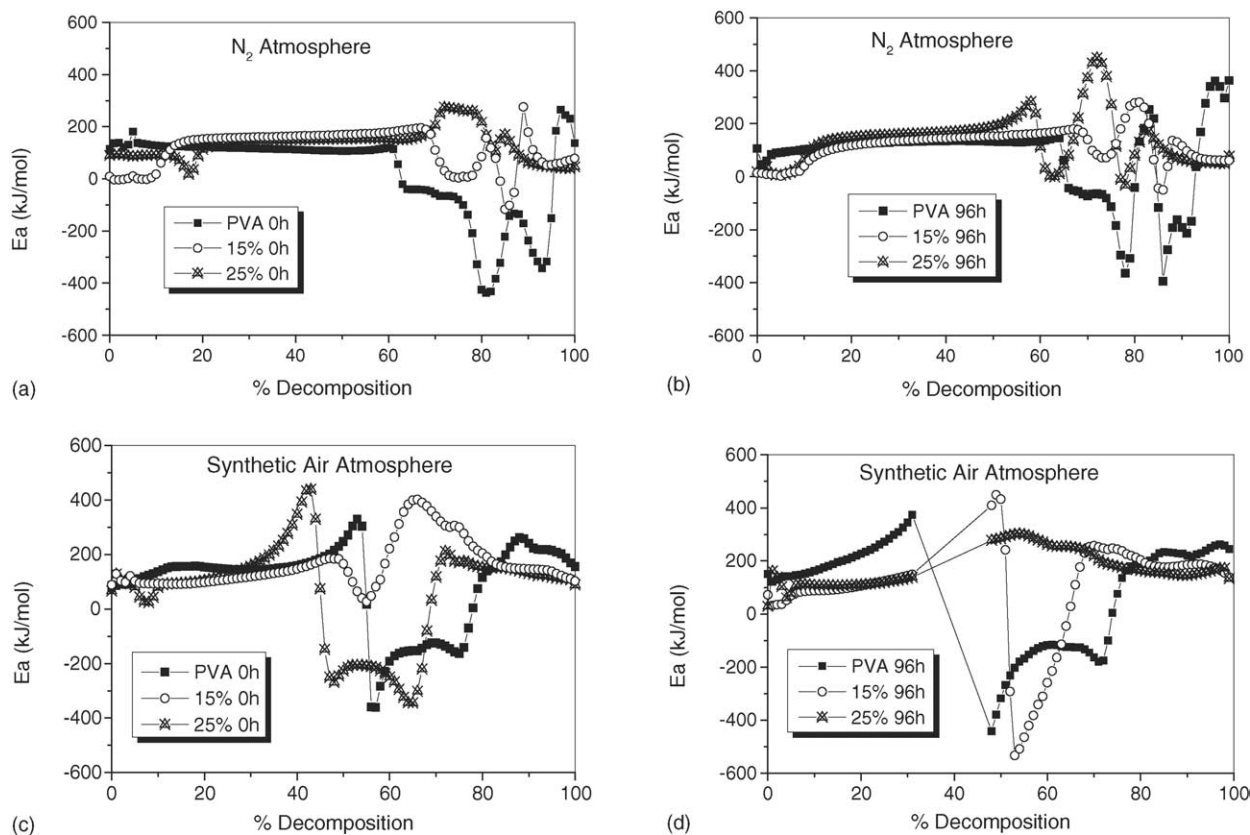 600
N2 Atmosphere
400
200
0
-200
-400
-600
Ea (kJ/mol)
PVA 0h
15% 0h
25% 0h
0 20 40 60 80 100
% Decomposition
(a)
600
N2 Atmosphere
400
200
0
-200
-400
-600
Ea (kJ/mol)
PVA 96h
15% 96h
25% 96h
0 20 40 60 80 100
% Decomposition
(b)
600
Synthetic Air Atmosphere
400
200
0
-200
-400
-600
Ea (kJ/mol)
PVA 0h
15% 0h
25% 0h
0 20 40 60 80 100
% Decomposition
(c)
600
Synthetic Air Atmosphere
400
200
0
-200
-400
-600
Ea (kJ/mol)
PVA 96h
15% 96h
25% 96h
0 20 40 60 80 100
% Decomposition
(d)